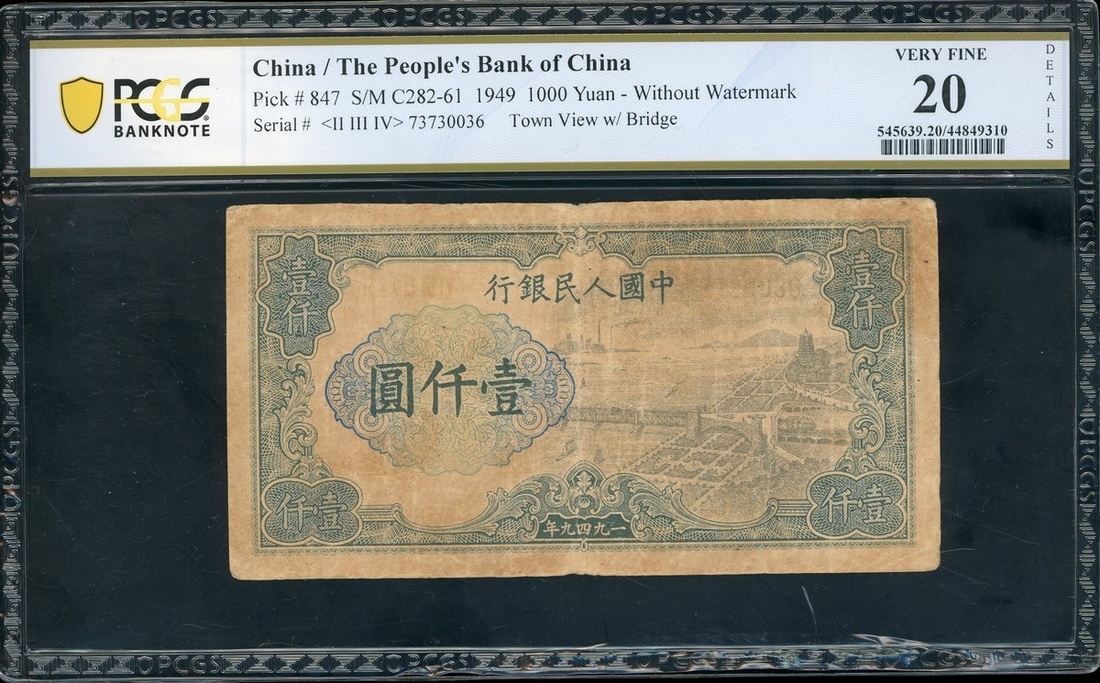 PCGS
BANKNOTE
China / The People's Bank of China
Pick # 847 S/M C282-61 1949 1000 Yuan - Without Watermark
Serial # <II III IV> 73730036 Town View w/ Bridge
VERY FINE
20
545639.20/44849310
DETAILS
行銀民人國中
壹仟
壹仟
圓仟壹
仟壹
仟壹
年九四九一